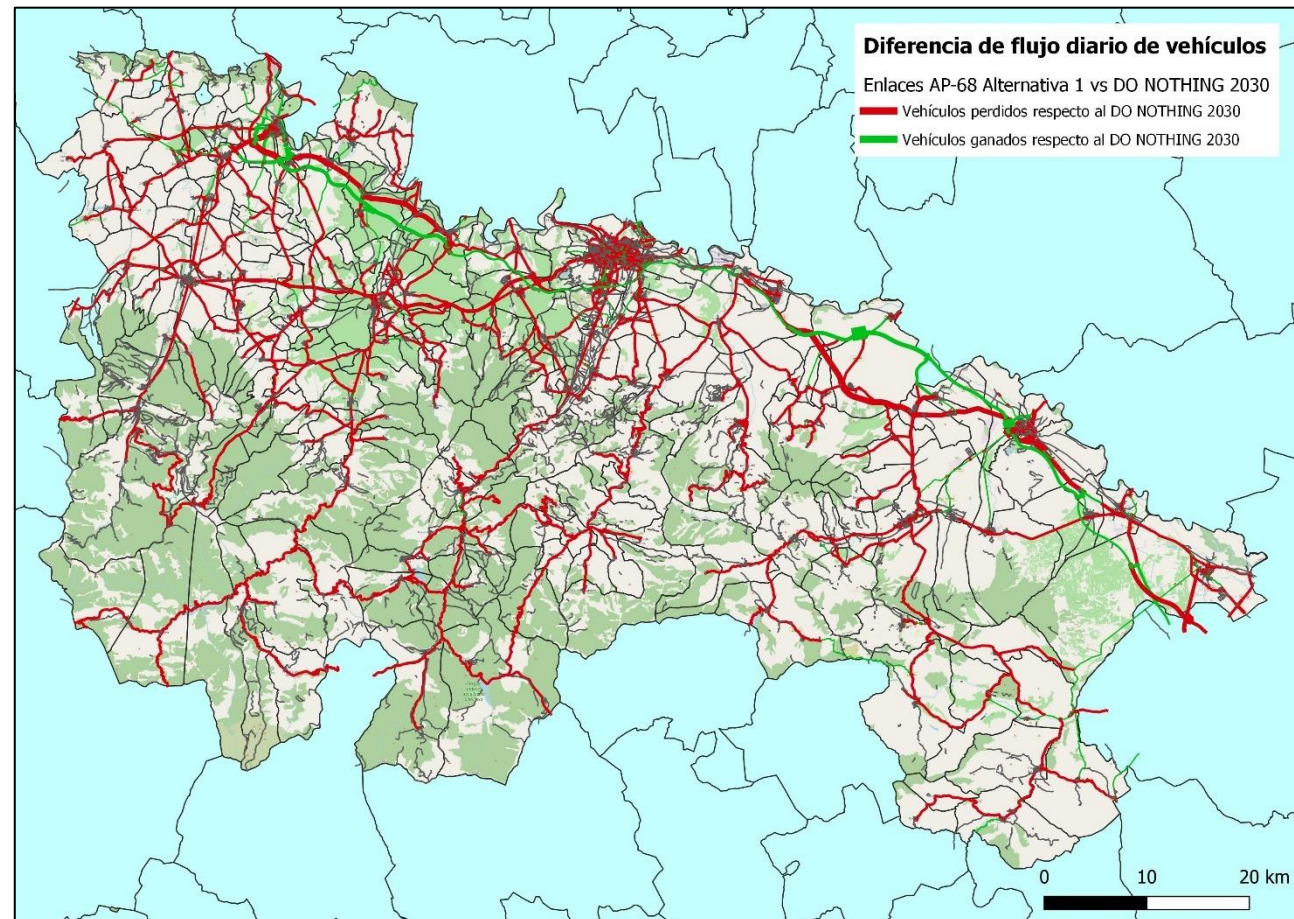 Diferencia de flujo diario de vehículos
Enlaces AP-68 Alternativa 1 vs DO NOTHING 2030
Vehículos perdidos respecto al DO NOTHING 2030
Vehículos ganados respecto al DO NOTHING 2030
0 10 20 km